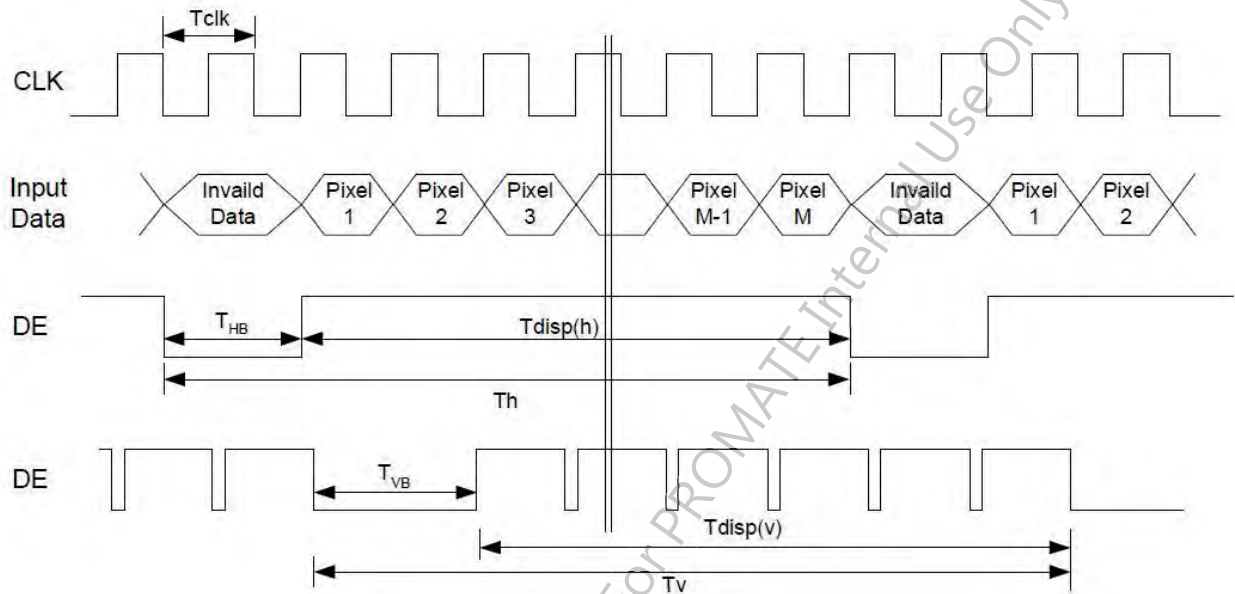 Tclk
CLK
Input
Data
Invaild
Data
Pixel
1
Pixel
2
Pixel
3
Pixel
M-1
Pixel
M
Invaild
Data
Pixel
1
Pixel
2
DE
THB
Tdisp(h)
Th
DE
TVB
Tdisp(v)
Tv
For PROMATE Internal Use Only